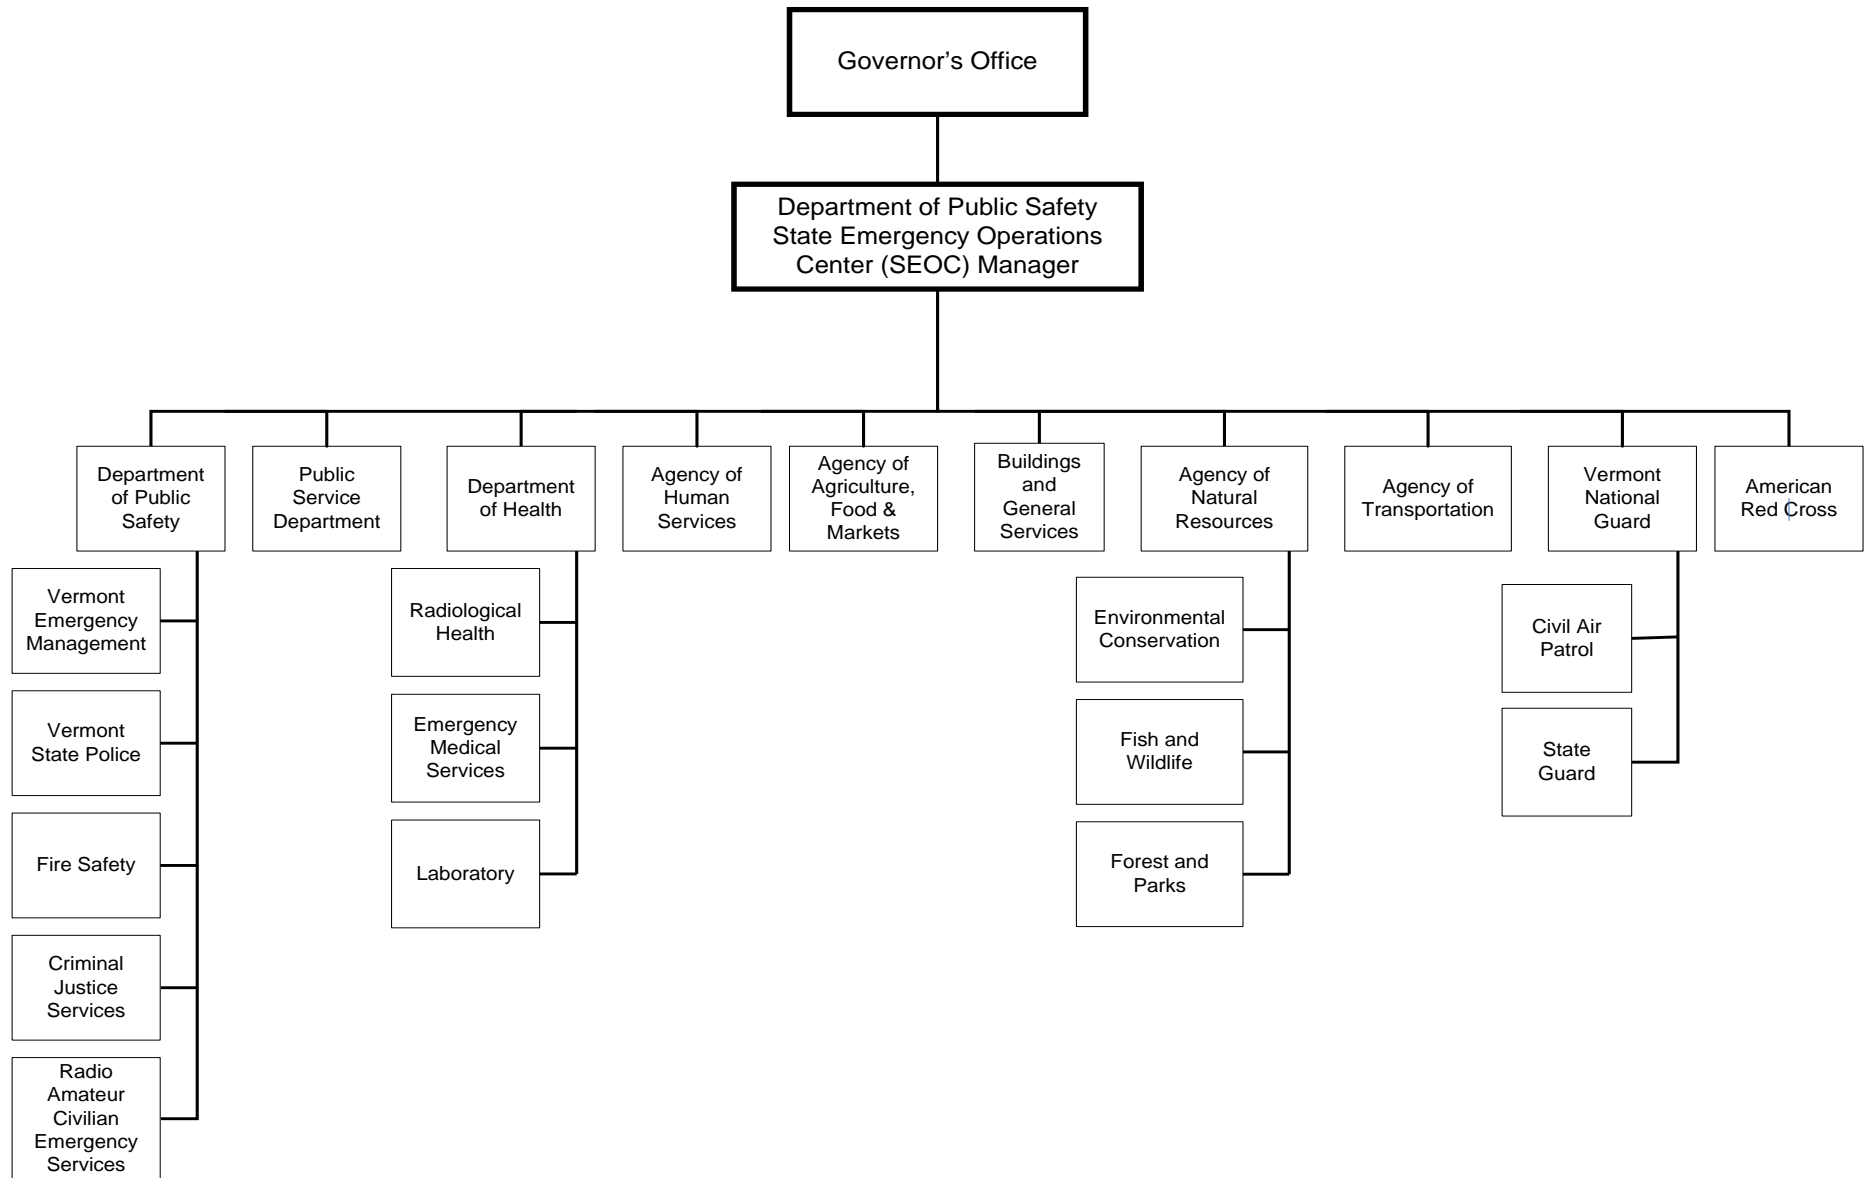 Governor’s Office
Department of Public Safety
State Emergency Operations
Center (SEOC) Manager
Department
of Public
Safety
Public
Service
Department
Department
of Health
Agency of
Human
Services
Agency of
Agriculture,
Food &
Markets
Buildings
and
General
Services
Agency of
Natural
Resources
Agency of
Transportation
Vermont
National
Guard
American
Red Cross
Vermont
Emergency
Management
Vermont
State Police
Fire Safety
Criminal
Justice
Services
Radio
Amateur
Civilian
Emergency
Services
Radiological
Health
Emergency
Medical
Services
Laboratory
Environmental
Conservation
Fish and
Wildlife
Forest and
Parks
Civil Air
Patrol
State
Guard